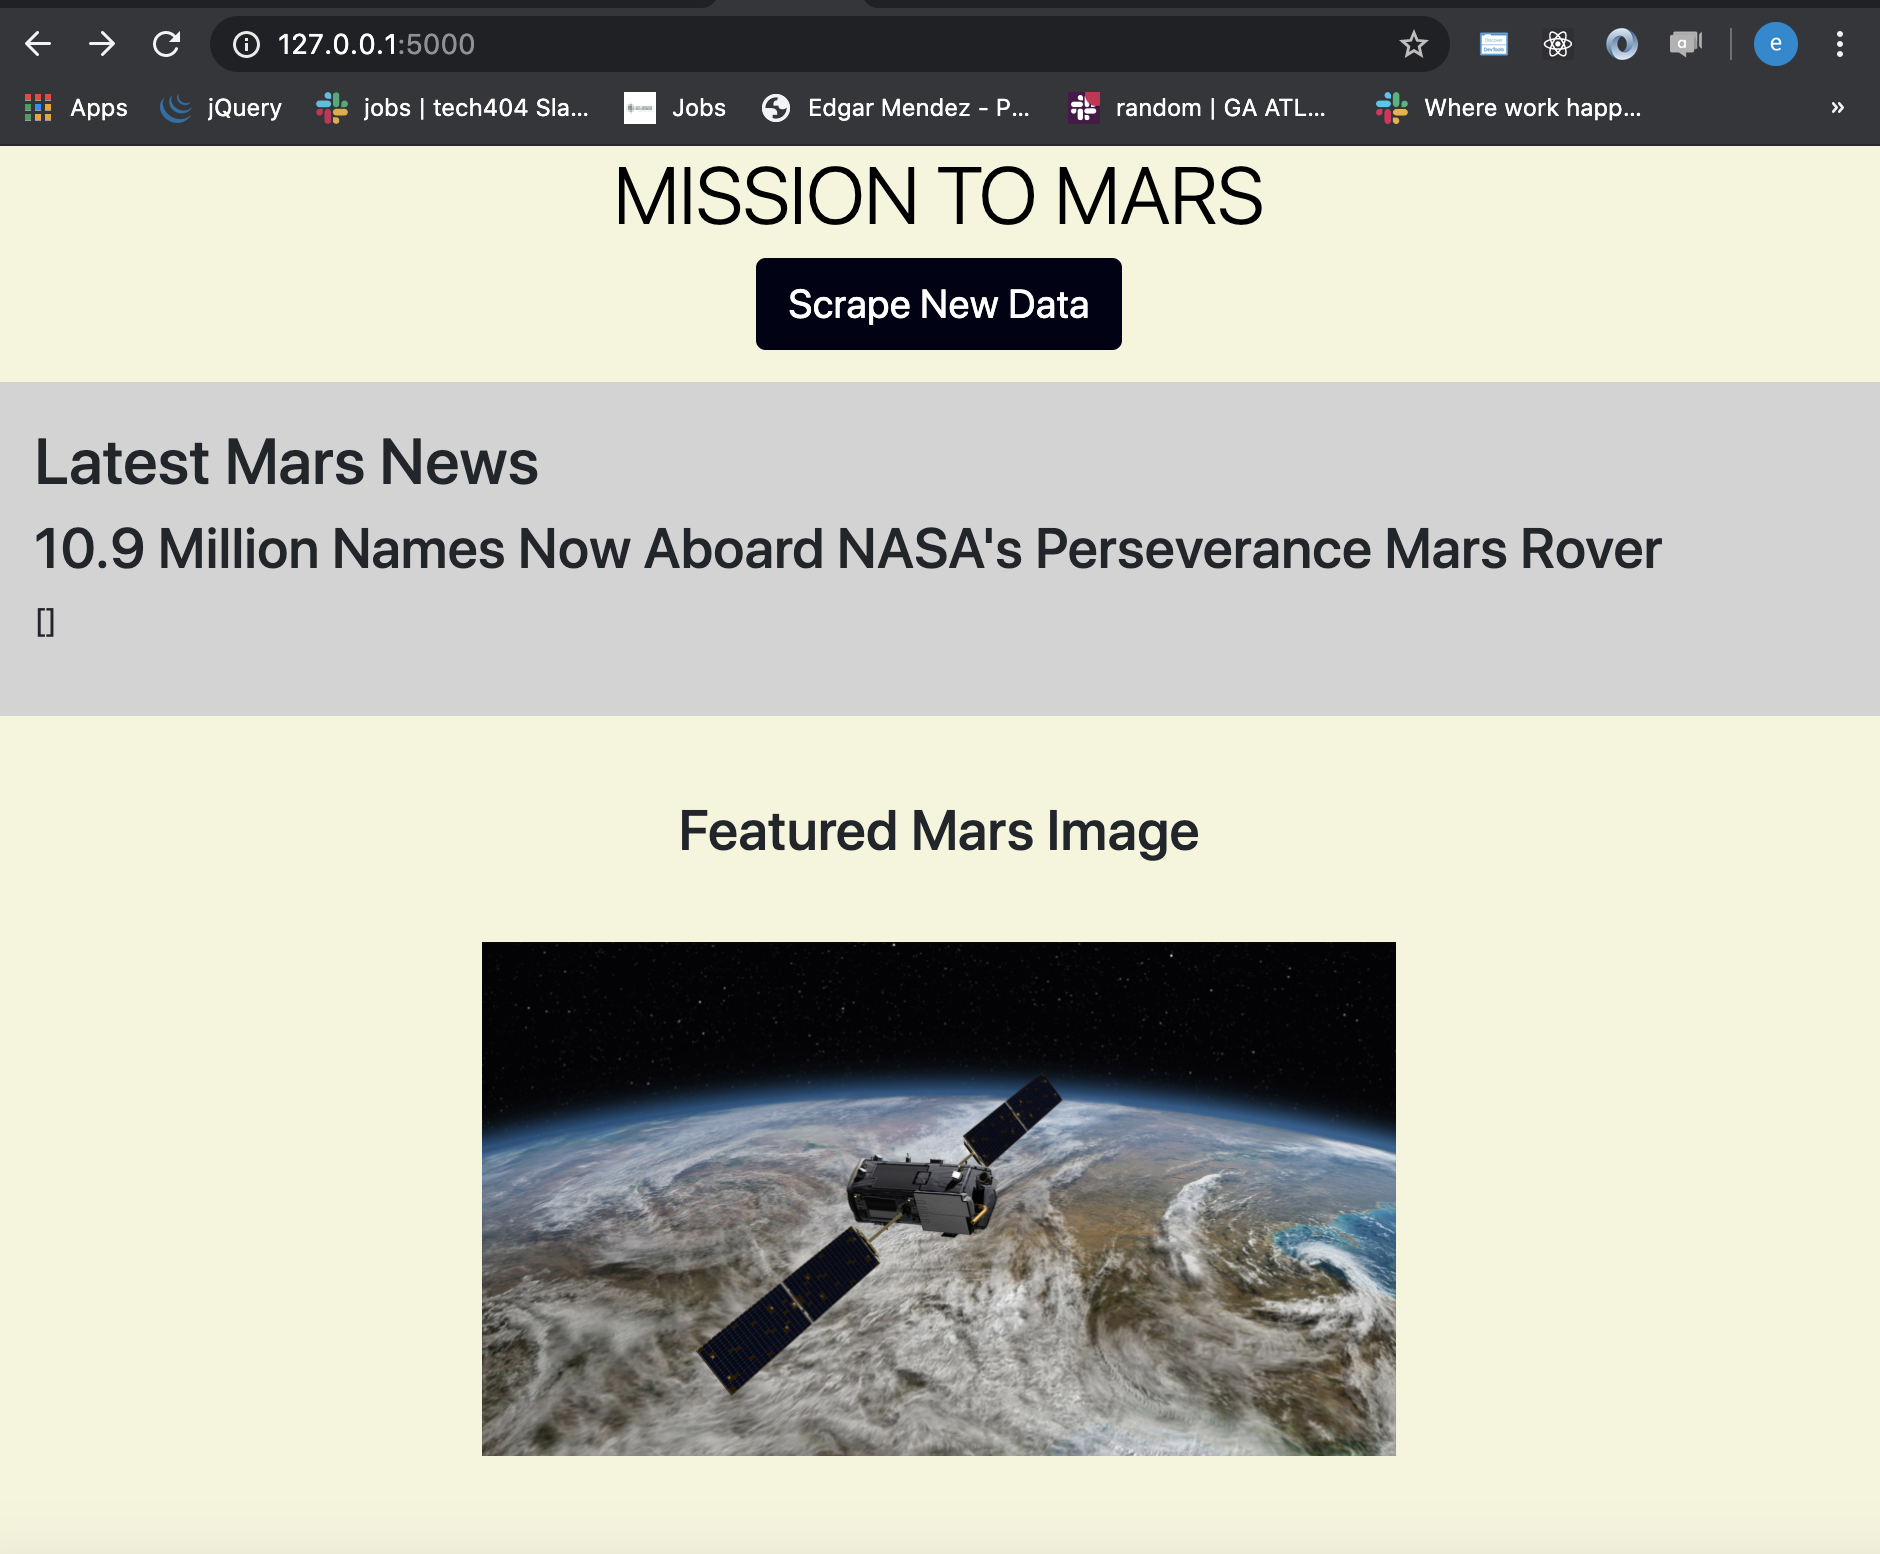 127.0.0.1:5000
e
Apps
jQuery
jobs | tech404 Sla...
Jobs
Edgar Mendez - P...
random | GA ATL...
Where work happ...
»
MISSION TO MARS
Scrape New Data
Latest Mars News
10.9 Million Names Now Aboard NASA's Perseverance Mars Rover
[]
Featured Mars Image